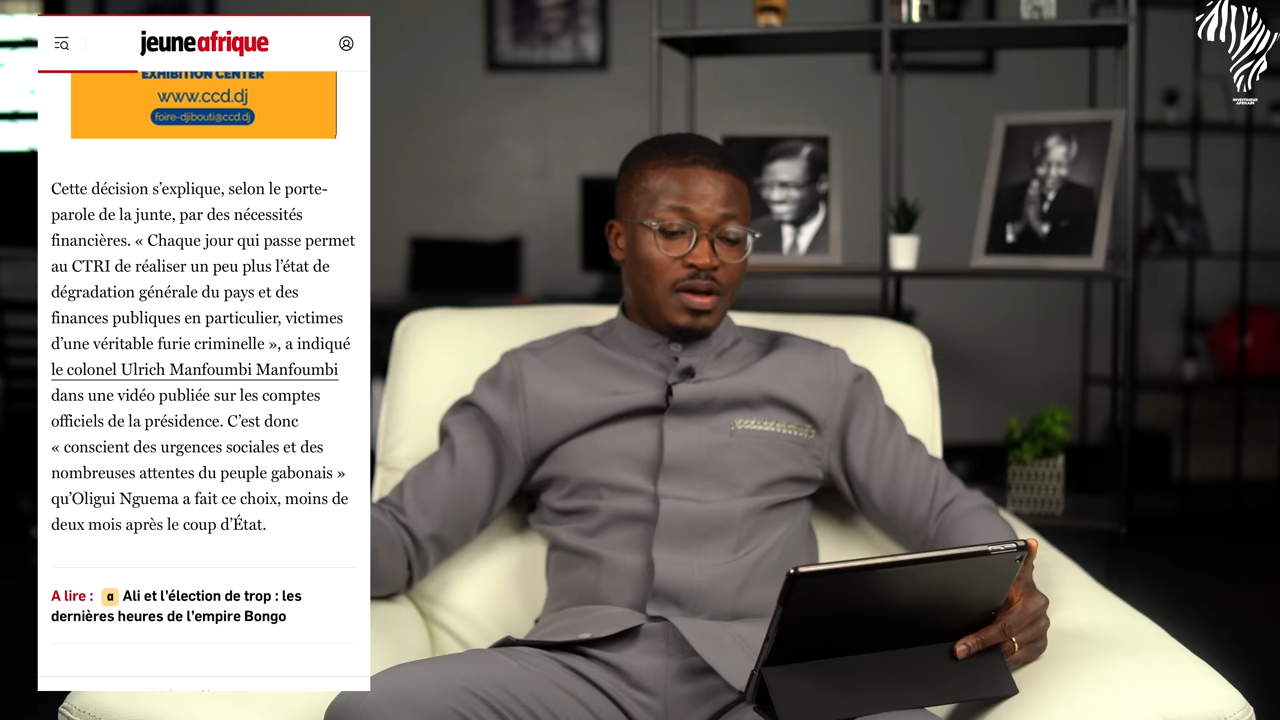 jeuneafrique
EXHIBITION CENTER
www.ccd.dj
foire-djibouti@ccd.dj
Cette décision s’explique, selon le porte-
parole de la junte, par des nécessités
financières. « Chaque jour qui passe permet
au CTRI de réaliser un peu plus l’état de
dégradation générale du pays et des
finances publiques en particulier, victimes
d’une véritable furie criminelle », a indiqué
le colonel Ulrich Manfoumbi Manfoumbi
dans une vidéo publiée sur les comptes
officiels de la présidence. C’est donc
« conscient des urgences sociales et des
nombreuses attentes du peuple gabonais »
qu’Oligui Nguema a fait ce choix, moins de
deux mois après le coup d’État.
A lire : a Ali et l’élection de trop : les
dernières heures de l’empire Bongo
INVESTISSEUR
AFRICAIN